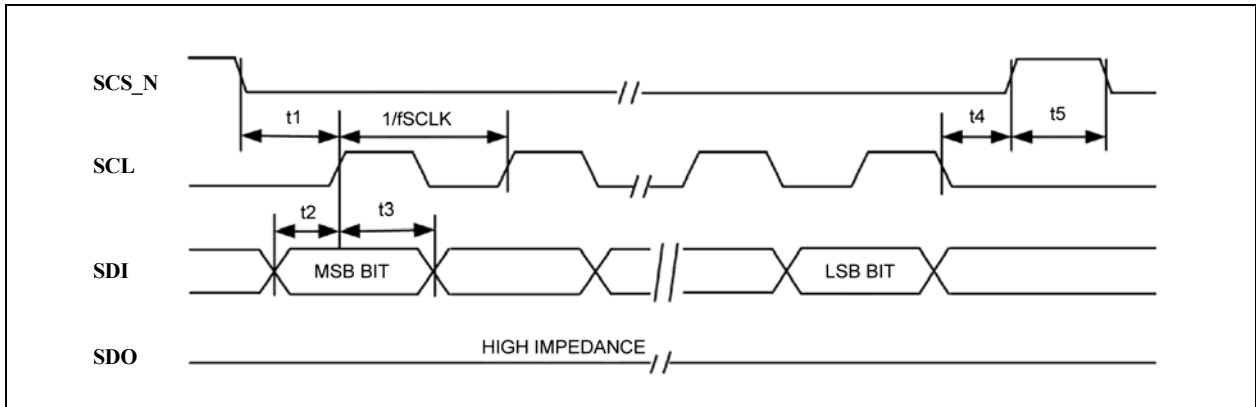 SCS_N
t1
1/fSCLK
t4
t5
SCL
t2
t3
SDI
MSB BIT
LSB BIT
SDO
HIGH IMPEDANCE